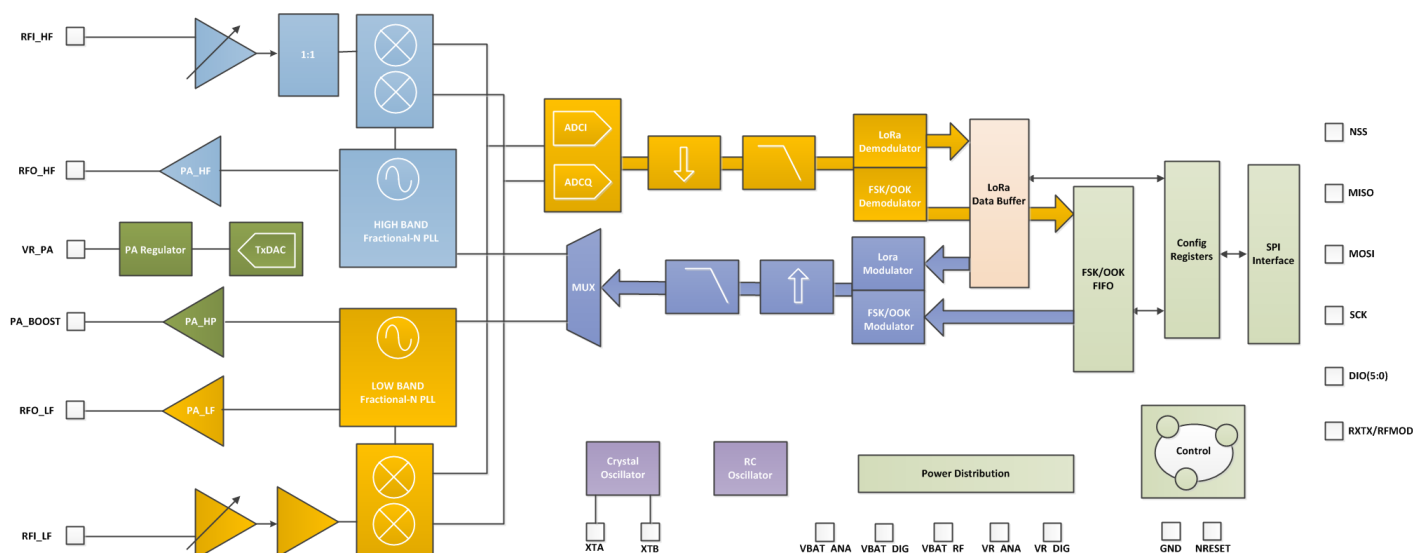 RFI_HF
1:1
RFO_HF
PA_HF
HIGH BAND
Fractional-N PLL
VR_PA
PA Regulator
TxDAC
PA_BOOST
PA_HP
RFO_LF
PA_LF
LOW BAND
Fractional-N PLL
RFI_LF
ADCI
ADCQ
LoRa
Demodulator
FSK/OOK
Demodulator
LoRa
Data Buffer
MUX
Lora
Modulator
FSK/OOK
Modulator
FSK/OOK
FIFO
Config
Registers
SPI
Interface
NSS
MISO
MOSI
SCK
DIO(5:0)
RXTX/RFMOD
Crystal
Oscillator
RC
Oscillator
Power Distribution
Control
XTA
XTB
VBAT_ANA
VBAT_DIG
VBAT_RF
VR_ANA
VR_DIG
GND
NRESET